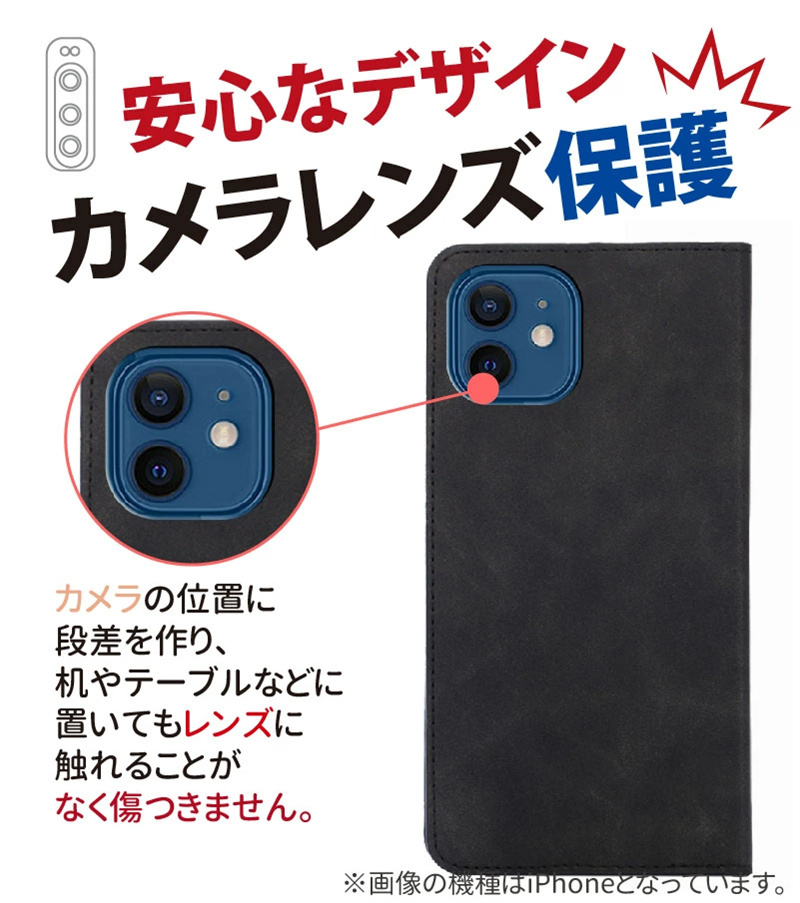 安心なデザイン
カメラレンズ保護
カメラの位置に
段差を作り、
机やテーブルなどに
置いてもレンズに
触れることが
なく傷つきません。
※画像の機種はiPhoneとなっています。